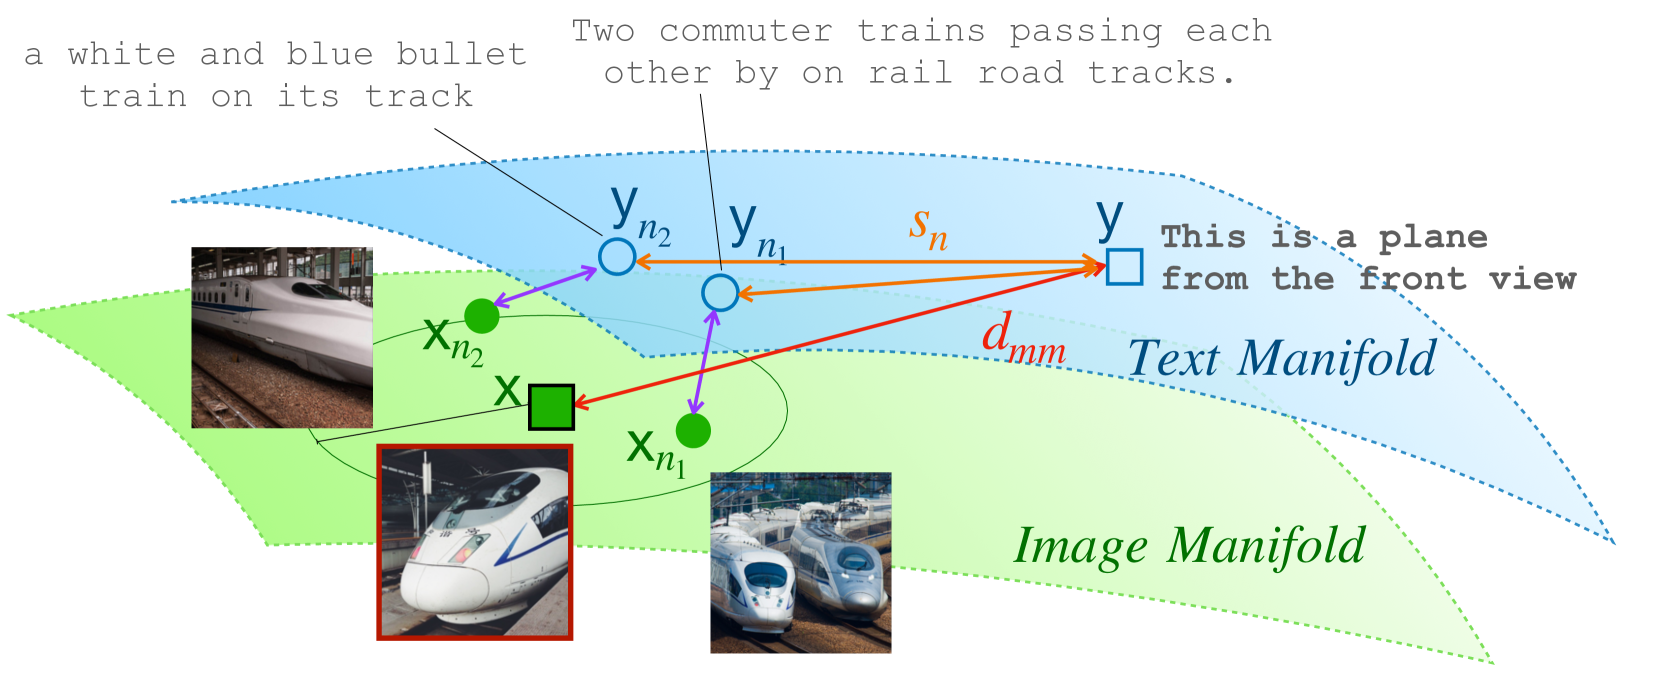 a white and blue bullet
train on its track
Two commuter trains passing each
other by on rail road tracks.
y_{n_2}
y_{n_1}
s_n
y
This is a plane
from the front view
x_{n_2}
d_{mm}
Text Manifold
x
x_{n_1}
Image Manifold